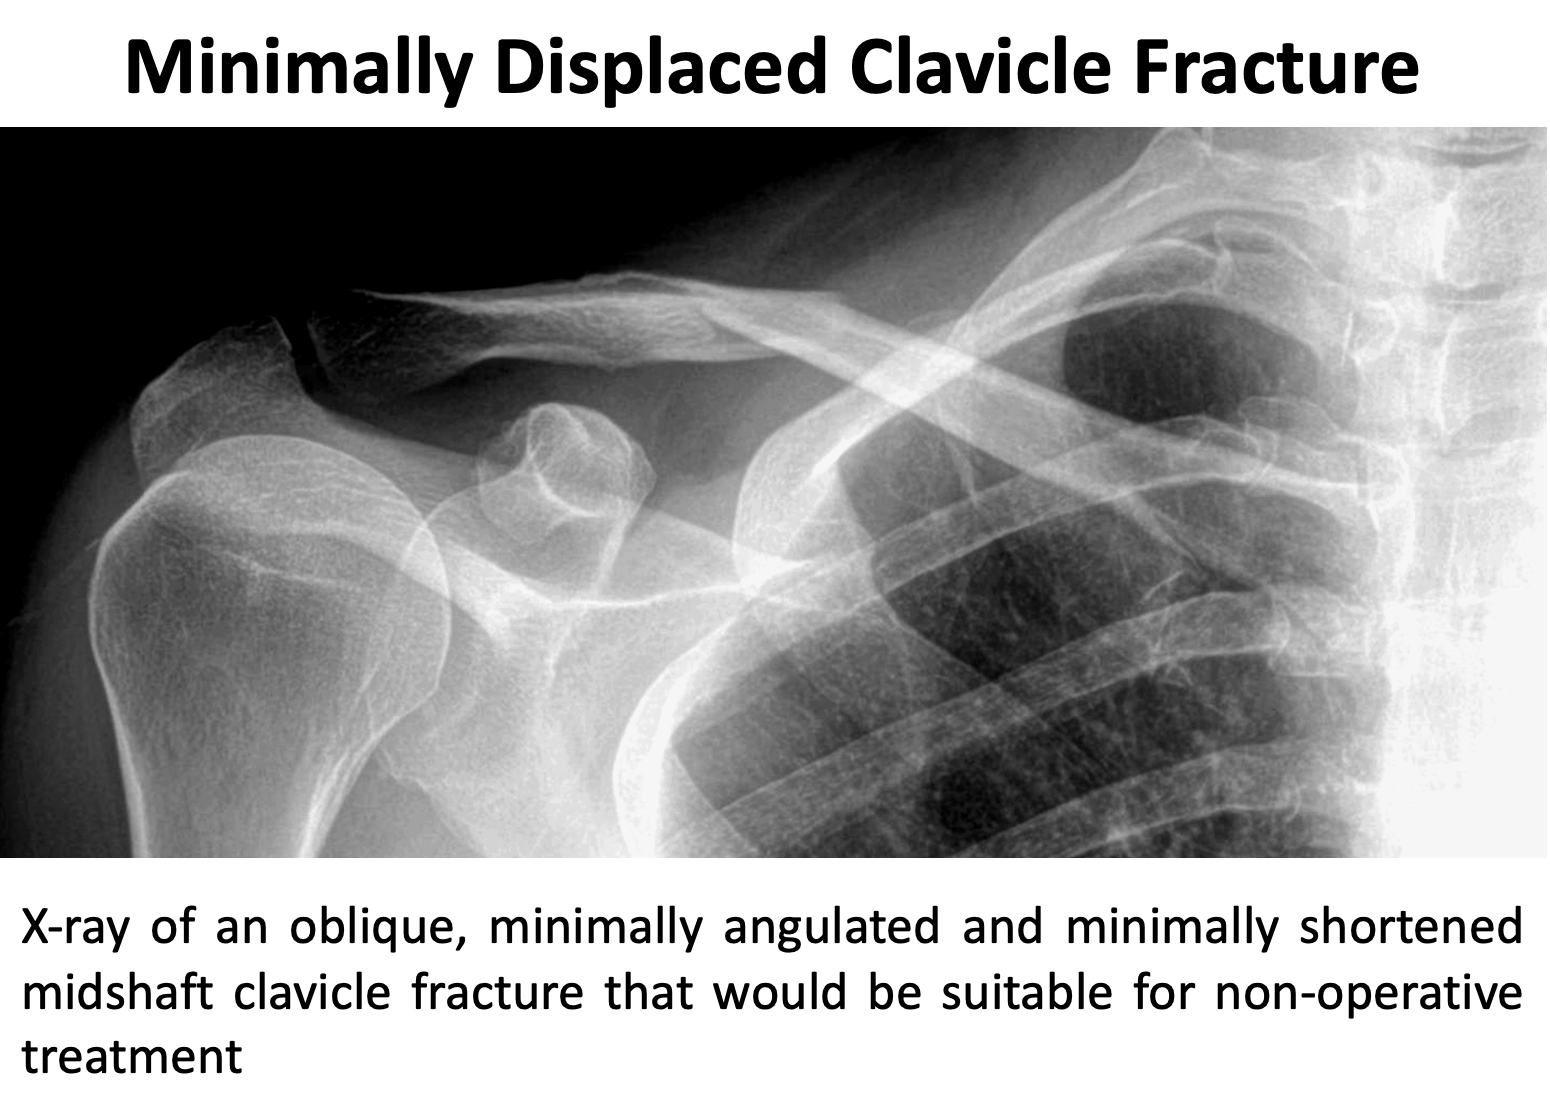 Minimally Displaced Clavicle Fracture
X-ray of an oblique, minimally angulated and minimally shortened
midshaft clavicle fracture that would be suitable for non-operative
treatment